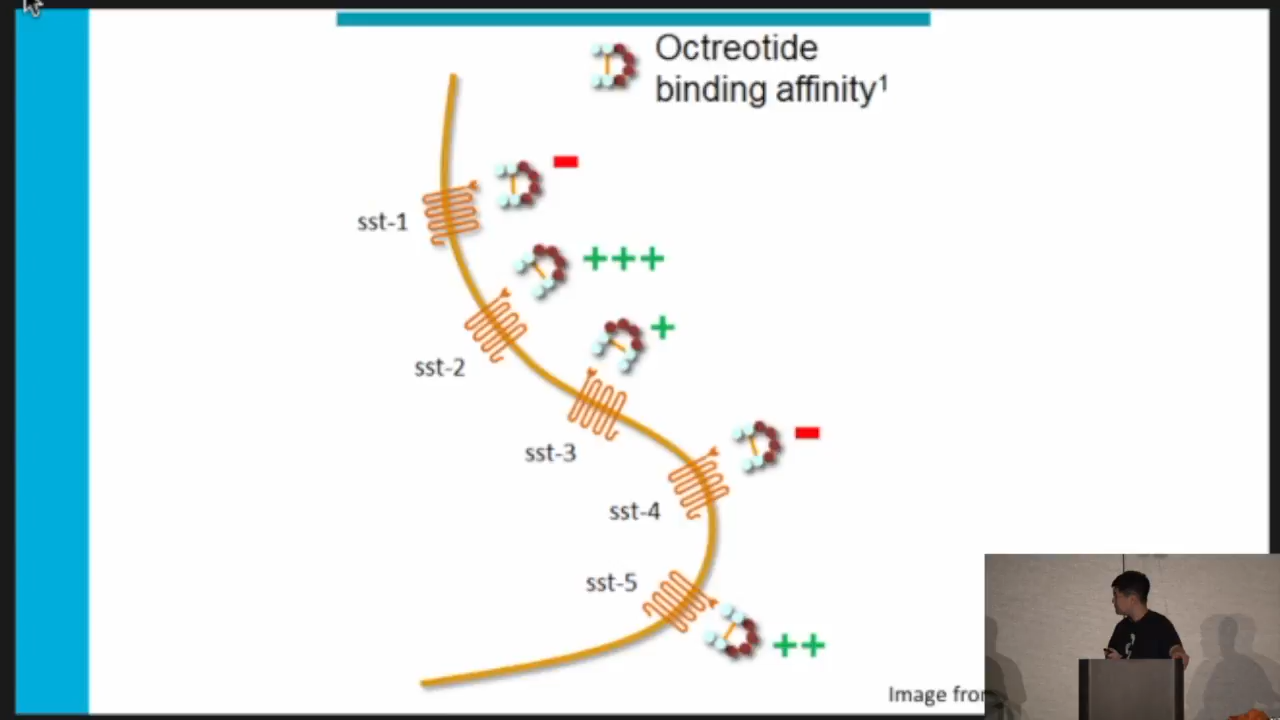 Octreotide
binding affinity¹
-
sst-1
+++
sst-2
+
sst-3
-
sst-4
sst-5
++
Image from